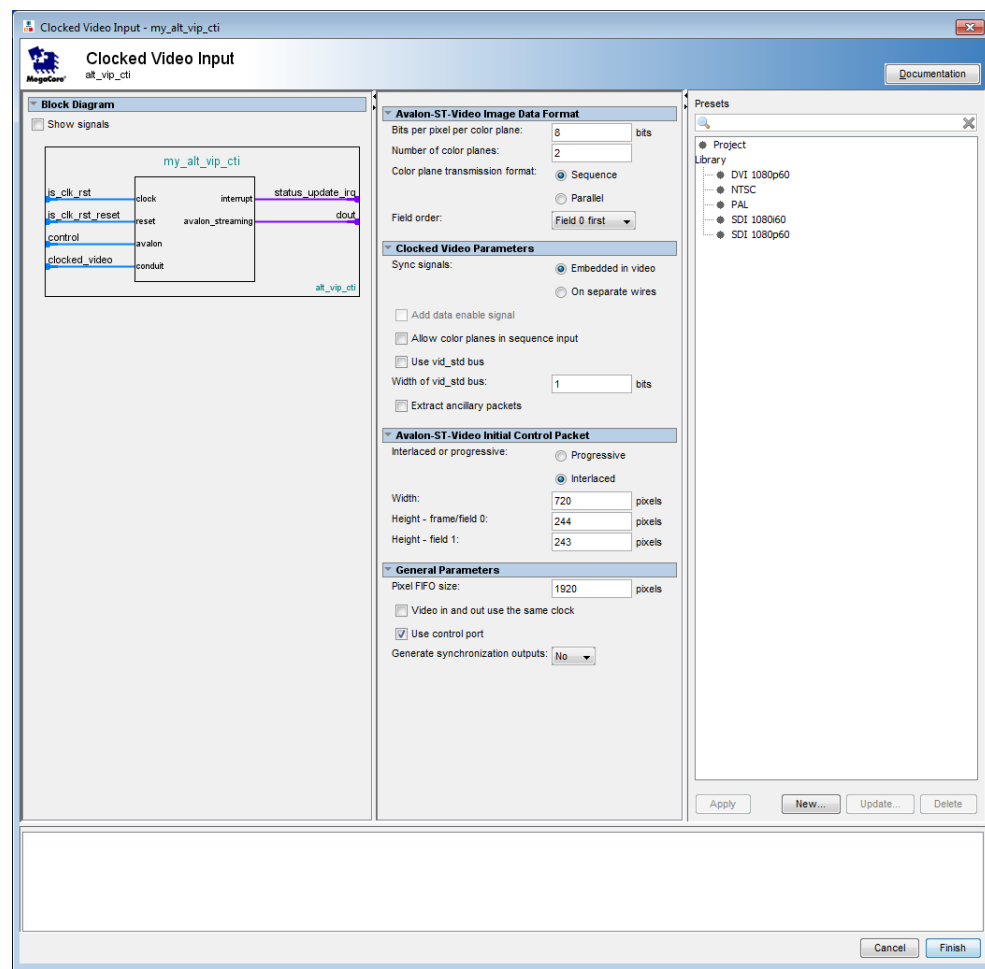 Clocked Video Input - my_alt_vip_cti
MegaCore'
Clocked Video Input
alt_vip_cti
Documentation
Block Diagram
Show signals
my_alt_vip_cti
is_clk_rst
clock
interrupt
status_update_irq
is_clk_rst_reset
reset
avalon_streaming
dout
control
avalon
clocked_video
conduit
alt_vip_cti
Avalon-ST-Video Image Data Format
Bits per pixel per color plane: 8 bits
Number of color planes: 2
Color plane transmission format: Sequence
Parallel
Field order: Field 0 first
Clocked Video Parameters
Sync signals: Embedded in video
On separate wires
Add data enable signal
Allow color planes in sequence input
Use vid_std bus
Width of vid_std bus: 1 bits
Extract ancillary packets
Avalon-ST-Video Initial Control Packet
Interlaced or progressive: Progressive
Interlaced
Width: 720 pixels
Height - frame/field 0: 244 pixels
Height - field 1: 243 pixels
General Parameters
Pixel FIFO size: 1920 pixels
Video in and out use the same clock
Use control port
Generate synchronization outputs: No
Presets
Project
Library
DVI 1080p60
NTSC
PAL
SDI 1080i60
SDI 1080p60
Apply New... Update... Delete
Cancel Finish